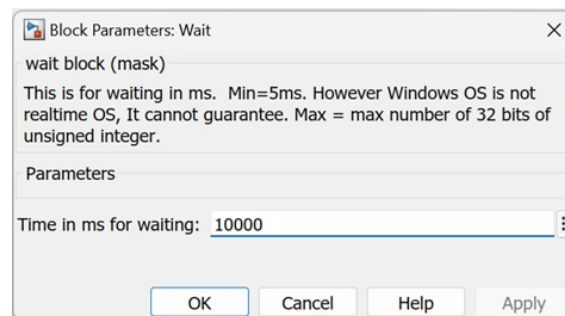 Block Parameters: Wait
wait block (mask)
This is for waiting in ms.  Min=5ms. However Windows OS is not
realtime OS, It cannot guarantee. Max = max number of 32 bits of
unsigned integer.
Parameters
Time in ms for waiting: 10000
OK Cancel Help Apply